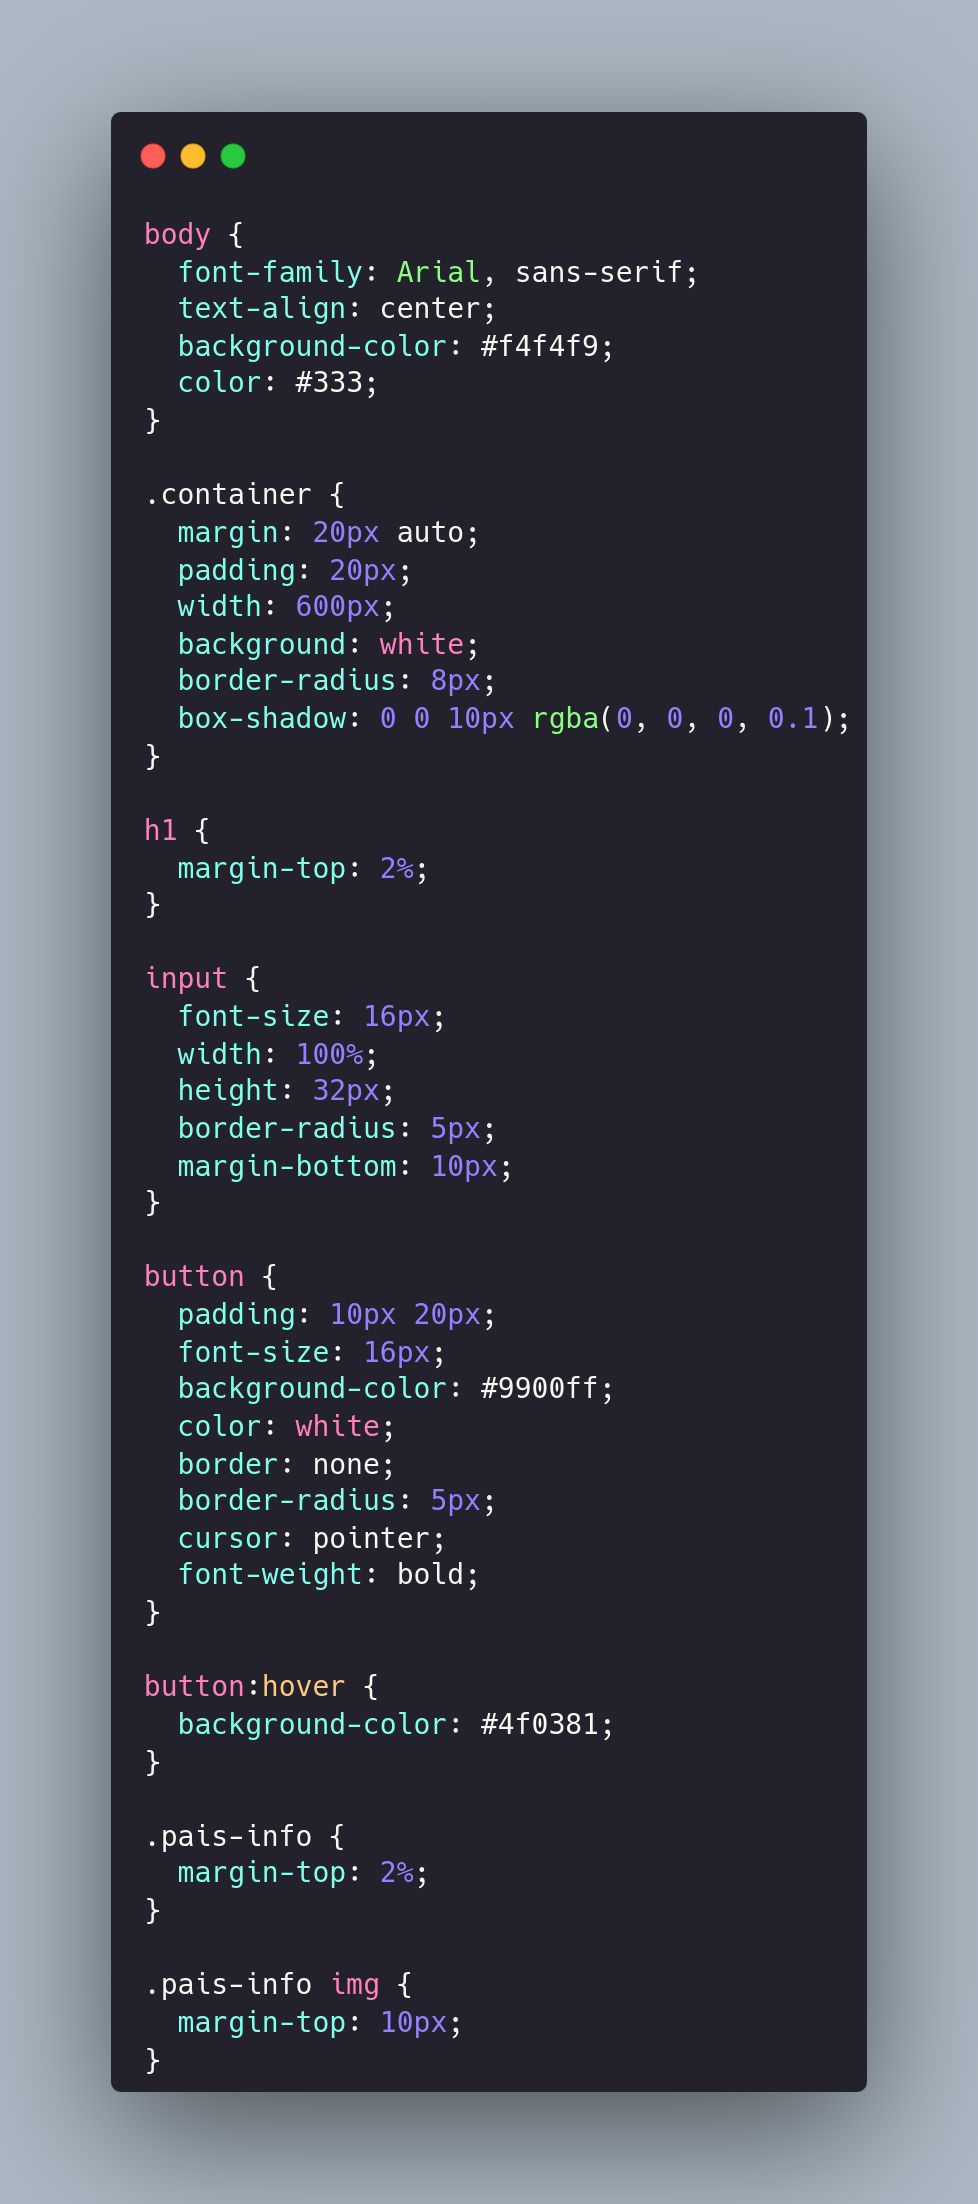 body {
  font-family: Arial, sans-serif;
  text-align: center;
  background-color: #f4f4f9;
  color: #333;
}

.container {
  margin: 20px auto;
  padding: 20px;
  width: 600px;
  background: white;
  border-radius: 8px;
  box-shadow: 0 0 10px rgba(0, 0, 0, 0.1);
}

h1 {
  margin-top: 2%;
}

input {
  font-size: 16px;
  width: 100%;
  height: 32px;
  border-radius: 5px;
  margin-bottom: 10px;
}

button {
  padding: 10px 20px;
  font-size: 16px;
  background-color: #9900ff;
  color: white;
  border: none;
  border-radius: 5px;
  cursor: pointer;
  font-weight: bold;
}

button:hover {
  background-color: #4f0381;
}

.pais-info {
  margin-top: 2%;
}

.pais-info img {
  margin-top: 10px;
}